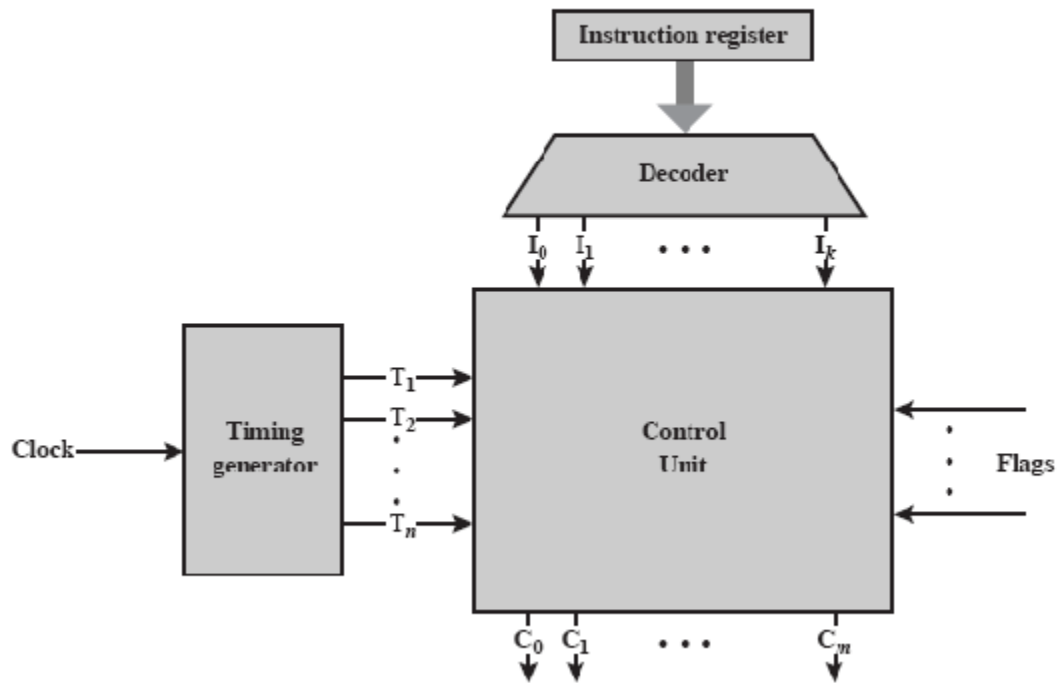 Instruction register
Decoder
I₀ I₁ • • • Iₖ
T₁
T₂
Tₙ
Clock
Timing
generator
Control
Unit
Flags
C₀ C₁ • • • Cₘ